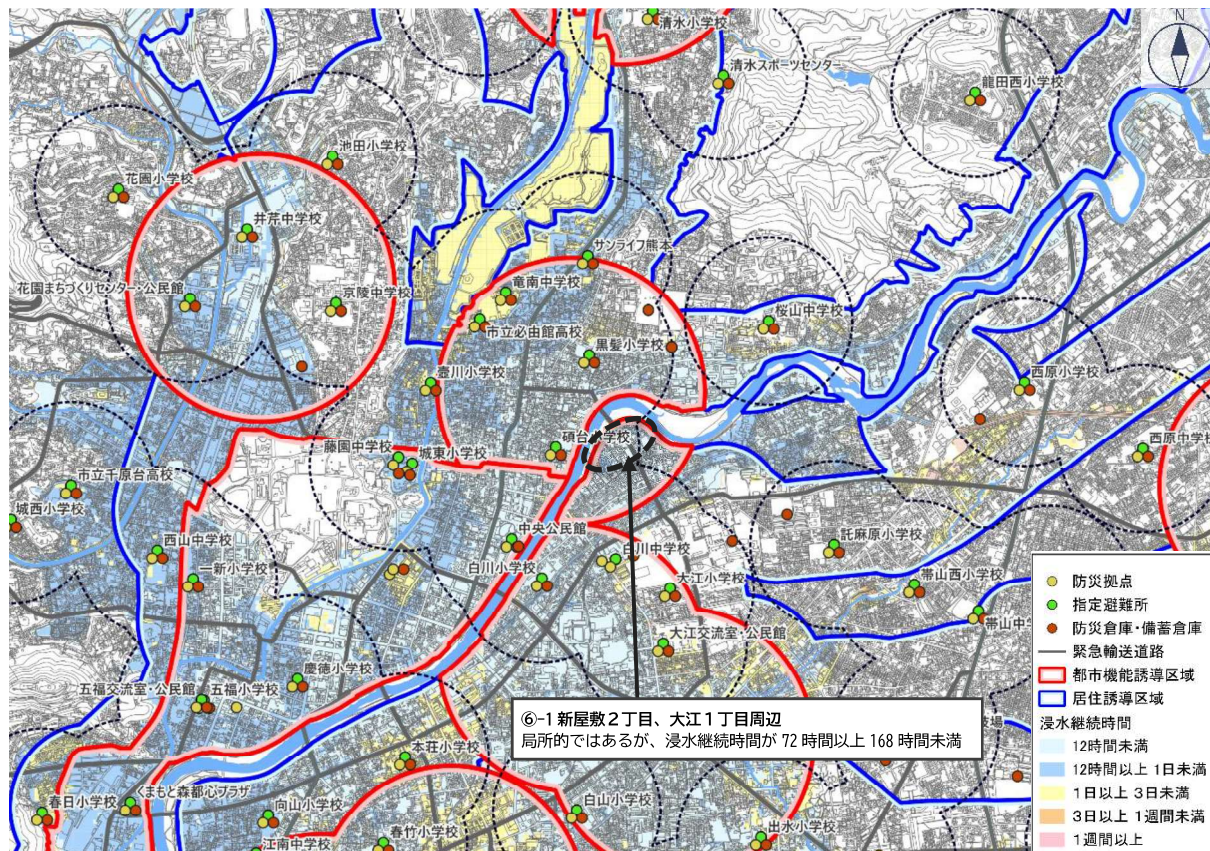 清水小学校
N
清水スポーツセンター
龍田西小学校
池田小学校
花園小学校
井芹中学校
サンライフ熊本
花園まちづくりセンター・公民館
京陵中学校
竜南中学校
市立必由館高校
桜山中学校
黒髪小学校
壺川小学校
西原小学校
碩台小学校
藤園中学校
城東小学校
西原中学校
市立千原台高校
城西小学校
中央公民館
西山中学校
白川中学校
託麻原小学校
一新小学校
白川小学校
大江小学校
帯山西小学校
帯山中学
大江交流室・公民館
慶徳小学校
五福交流室・公民館
五福小学校
本荘小学校
くまもと森都心プラザ
春日小学校
向山小学校
白山小学校
春竹小学校
出水小学校
江南中学校
⑥-1 新屋敷2丁目、大江1丁目周辺
局所的ではあるが、浸水継続時間が 72 時間以上 168 時間未満
防災拠点
指定避難所
防災倉庫・備蓄倉庫
緊急輸送道路
都市機能誘導区域
居住誘導区域
浸水継続時間
12時間未満
12時間以上 1日未満
1日以上 3日未満
3日以上 1週間未満
1週間以上